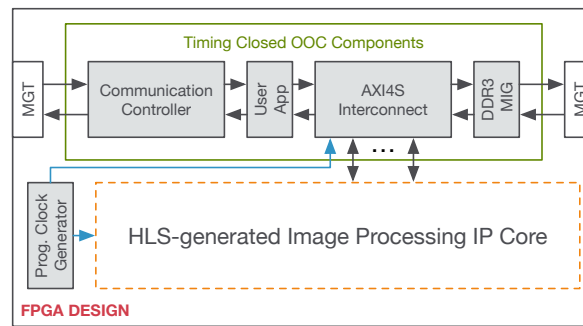 Timing Closed OOC Components
MGT
Communication
Controller
User
App
AXI4S
Interconnect
DDR3
MIG
MGT
...
Prog. Clock
Generator
HLS-generated Image Processing IP Core
FPGA DESIGN